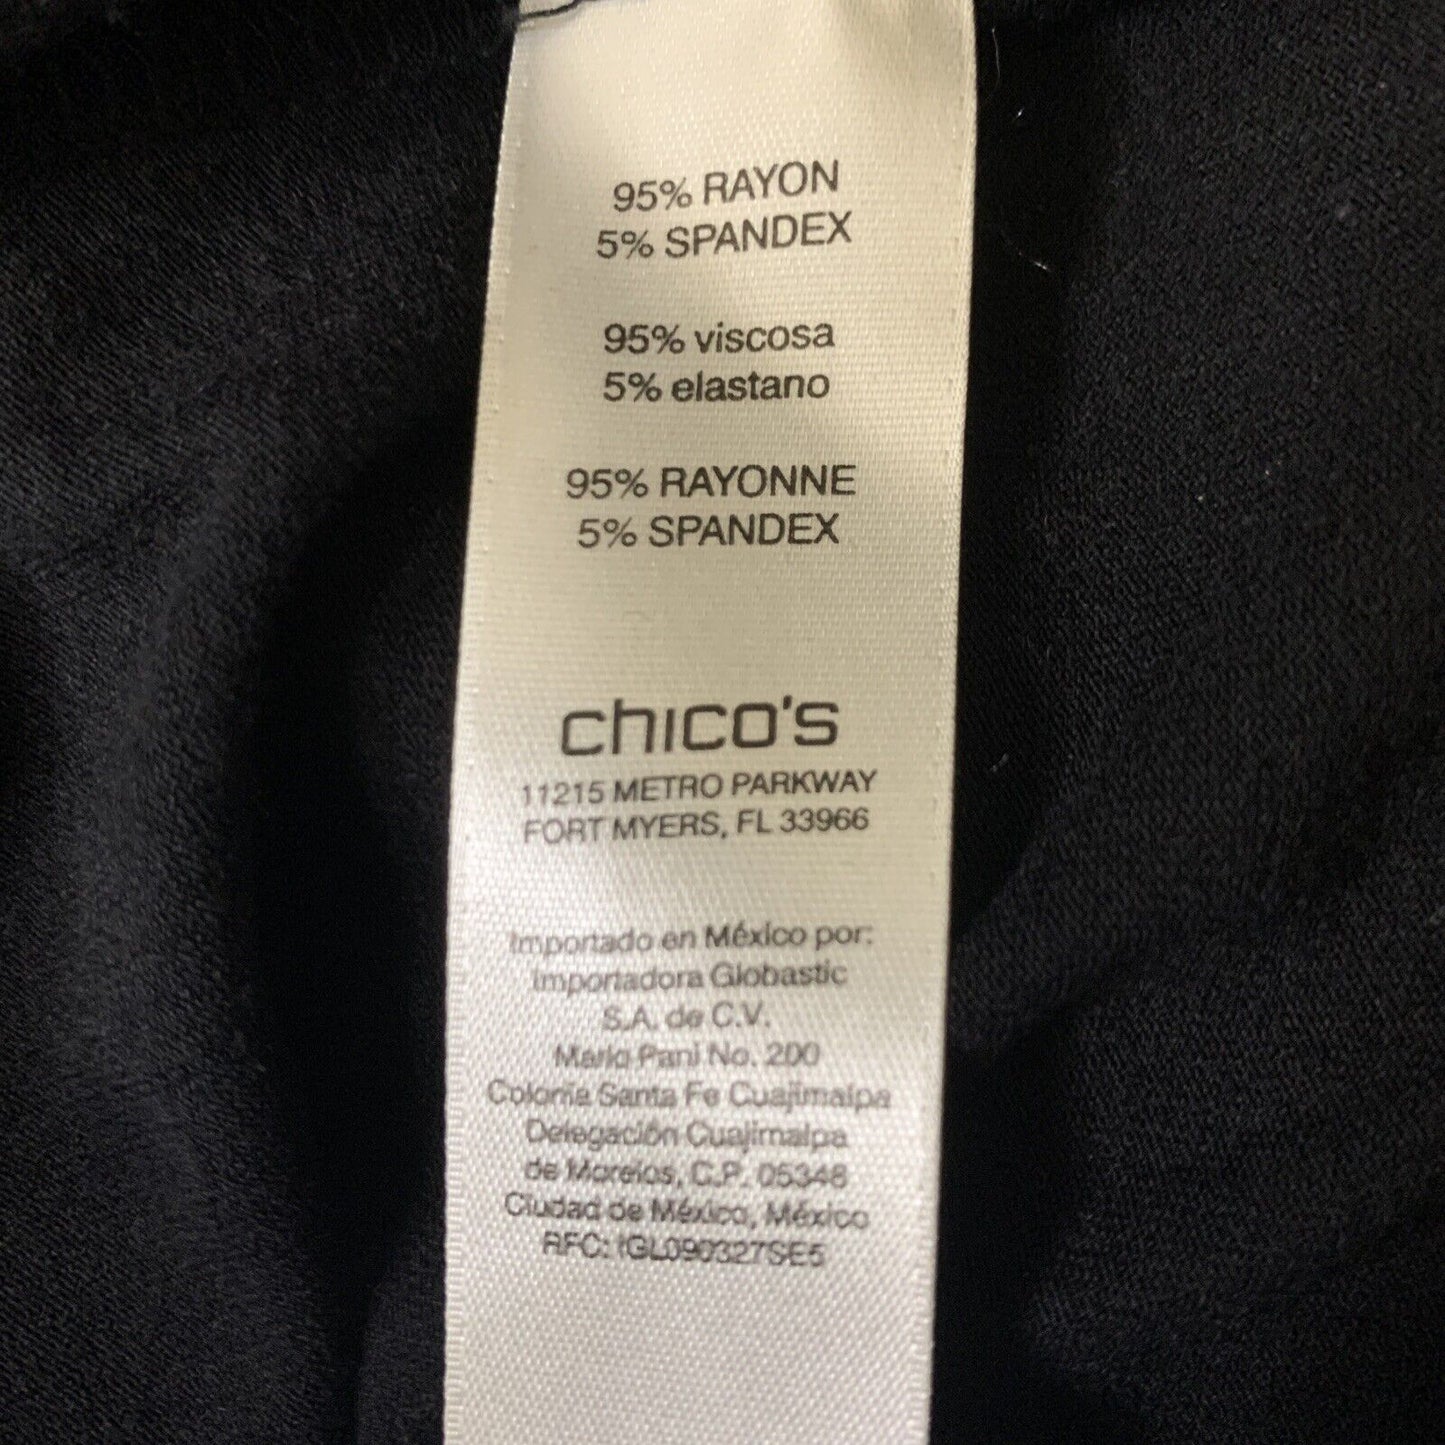 95% RAYON
5% SPANDEX
95% viscosa
5% elastano
95% RAYONNE
5% SPANDEX
chico's
11215 METRO PARKWAY
FORT MYERS, FL 33966
Importado en México por:
Importadora Globastic
S.A. de C.V.
Mario Pani No. 200
Colonia Santa Fe Cuajimalpa
Delegación Cuajimalpa
de Morelos, C.P. 05348
Ciudad de México, México
RFC: IGL090327SE5